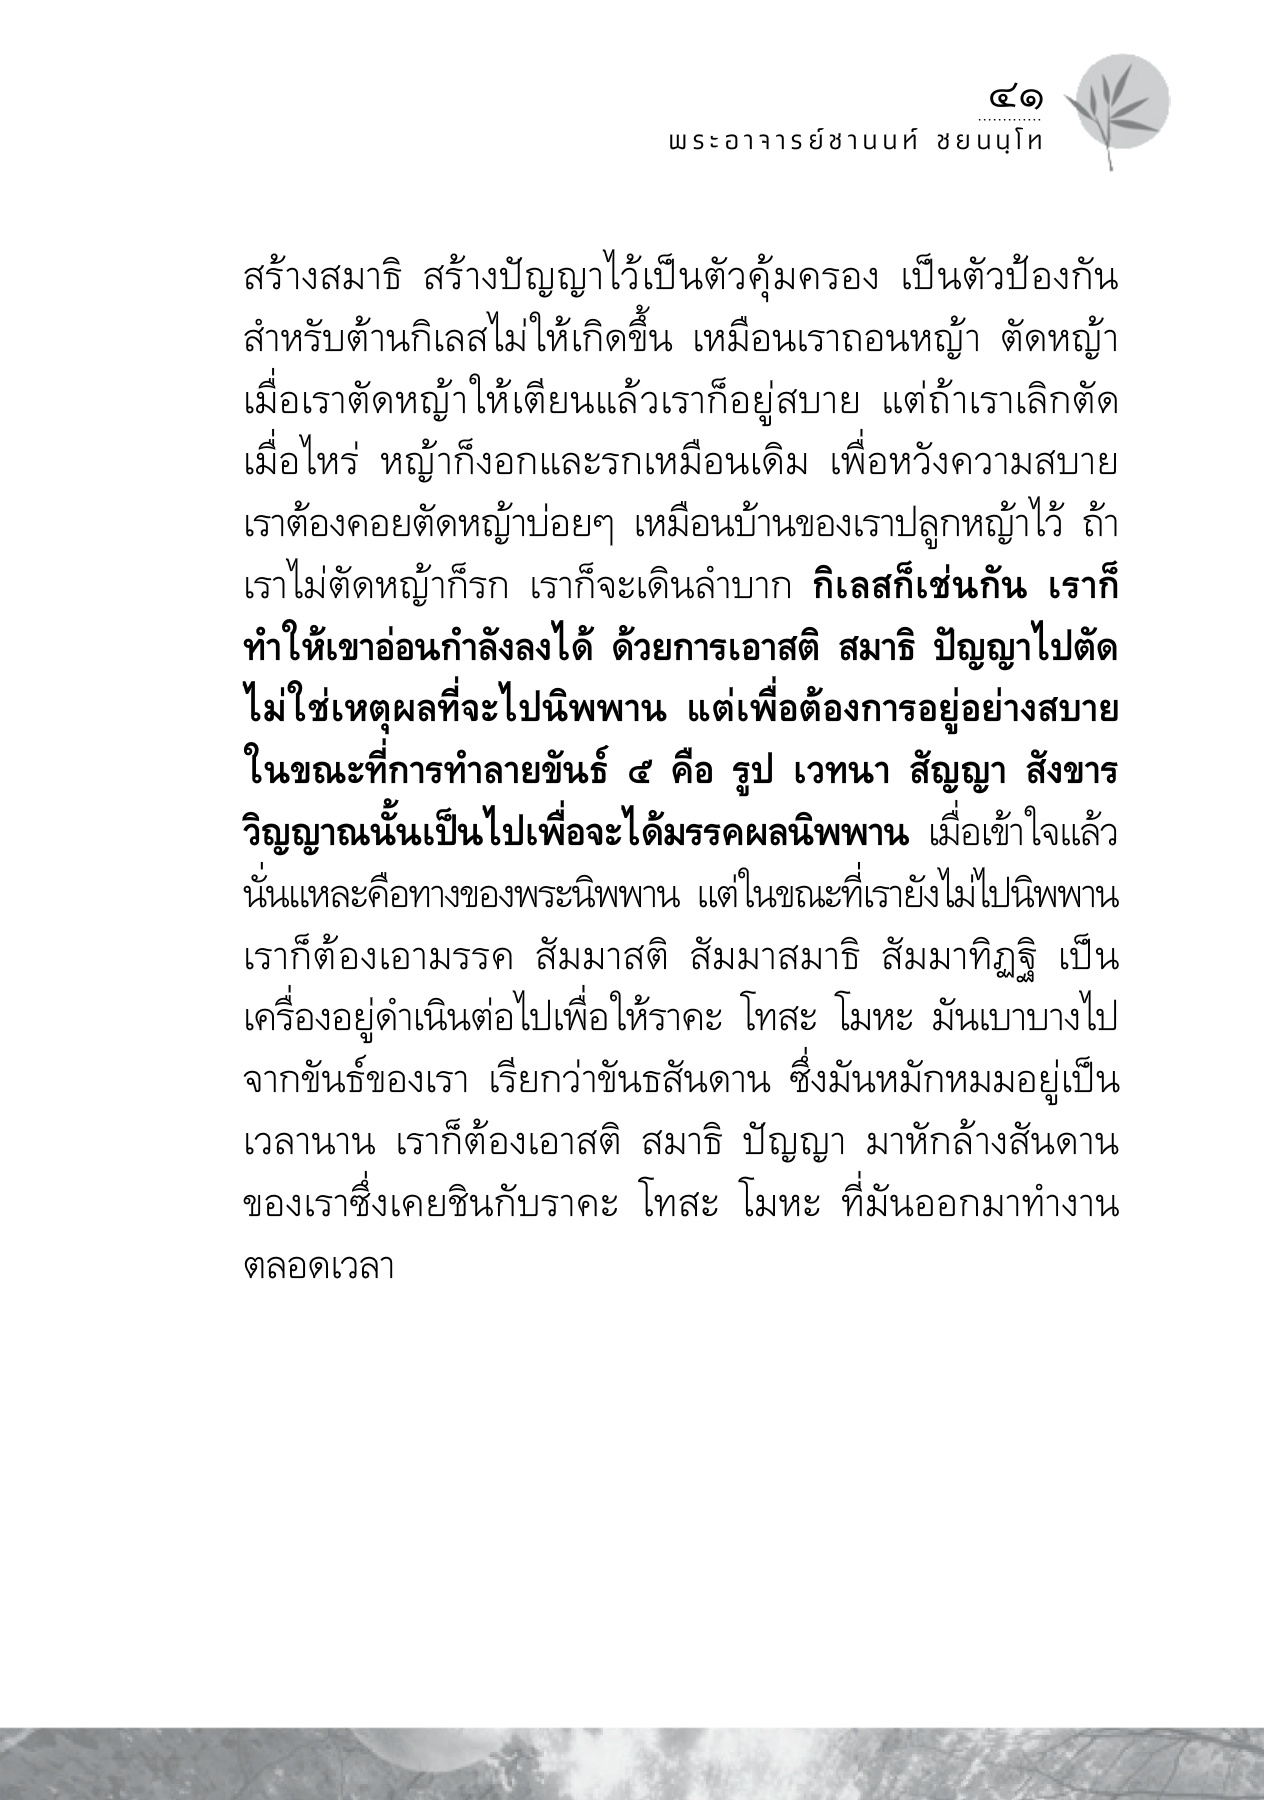 ๔๑
พระอาจารย์ชานนท์ ชยนนฺโท
สร้างสมาธิ สร้างปัญญาไว้เป็นตัวคุ้มครอง เป็นตัวป้องกัน
สำหรับต้านกิเลสไม่ให้เกิดขึ้น เหมือนเราถอนหญ้า ตัดหญ้า
เมื่อเราตัดหญ้าให้เตียนแล้วเราก็อยู่สบาย แต่ถ้าเราเลิกตัด
เมื่อไหร่ หญ้าก็งอกและรกเหมือนเดิม เพื่อหวังความสบาย
เราต้องคอยตัดหญ้าบ่อยๆ เหมือนบ้านของเราปลูกหญ้าไว้ ถ้า
เราไม่ตัดหญ้าก็รก เราก็จะเดินลำบาก กิเลสก็เช่นกัน เราก็
ทำให้เขาอ่อนกำลังลงได้ ด้วยการเอาสติ สมาธิ ปัญญาไปตัด
ไม่ใช่เหตุผลที่จะไปนิพพาน แต่เพื่อต้องการอยู่อย่างสบาย
ในขณะที่การทำลายขันธ์ ๕ คือ รูป เวทนา สัญญา สังขาร
วิญญาณนั้นเป็นไปเพื่อจะได้มรรคผลนิพพาน เมื่อเข้าใจแล้ว
นั่นแหละคือทางของพระนิพพาน แต่ในขณะที่เรายังไม่ไปนิพพาน
เราก็ต้องเอามรรค สัมมาสติ สัมมาสมาธิ สัมมาทิฏฐิ เป็น
เครื่องอยู่ดำเนินต่อไปเพื่อให้ราคะ โทสะ โมหะ มันเบาบางไป
จากขันธ์ของเรา เรียกว่าขันธสันดาน ซึ่งมันหมักหมมอยู่เป็น
เวลานาน เราก็ต้องเอาสติ สมาธิ ปัญญา มาหักล้างสันดาน
ของเราซึ่งเคยชินกับราคะ โทสะ โมหะ ที่มันออกมาทำงาน
ตลอดเวลา